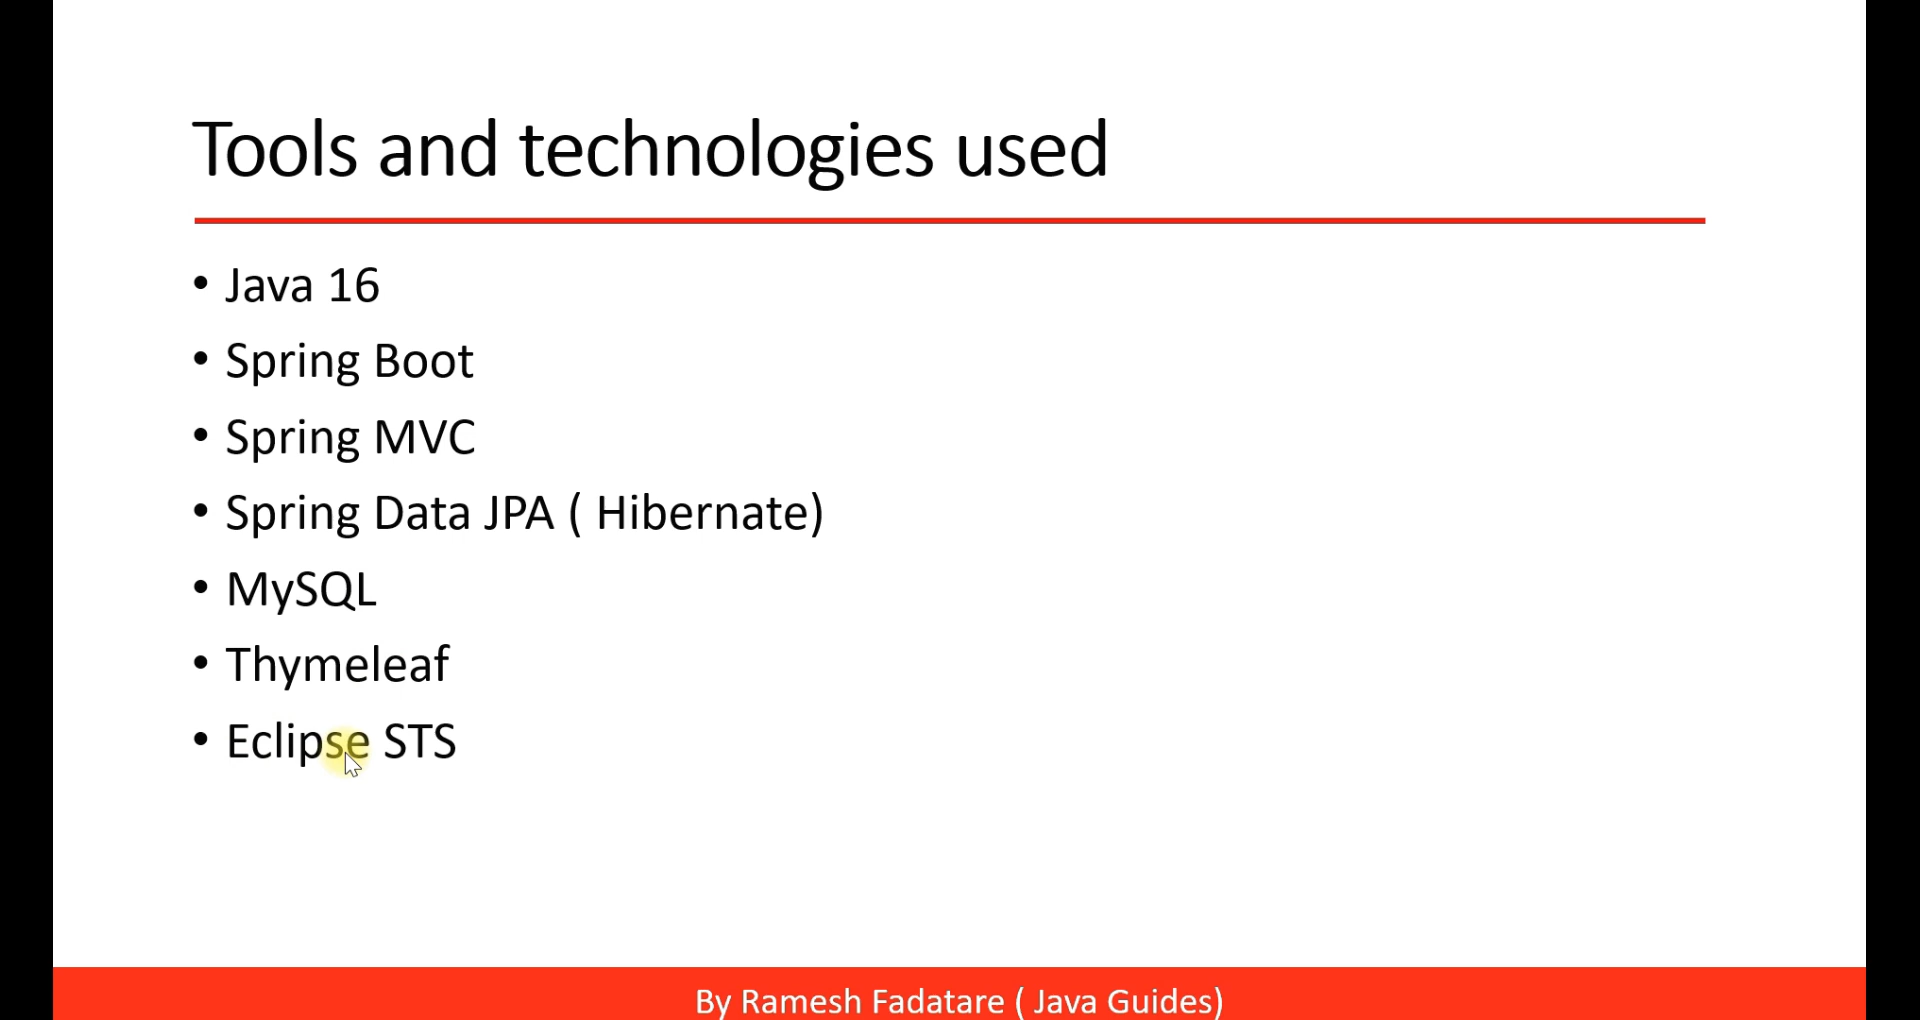 Tools and technologies used
• Java 16
• Spring Boot
• Spring MVC
• Spring Data JPA ( Hibernate)
• MySQL
• Thymeleaf
• Eclipse STS
By Ramesh Fadatare ( Java Guides)